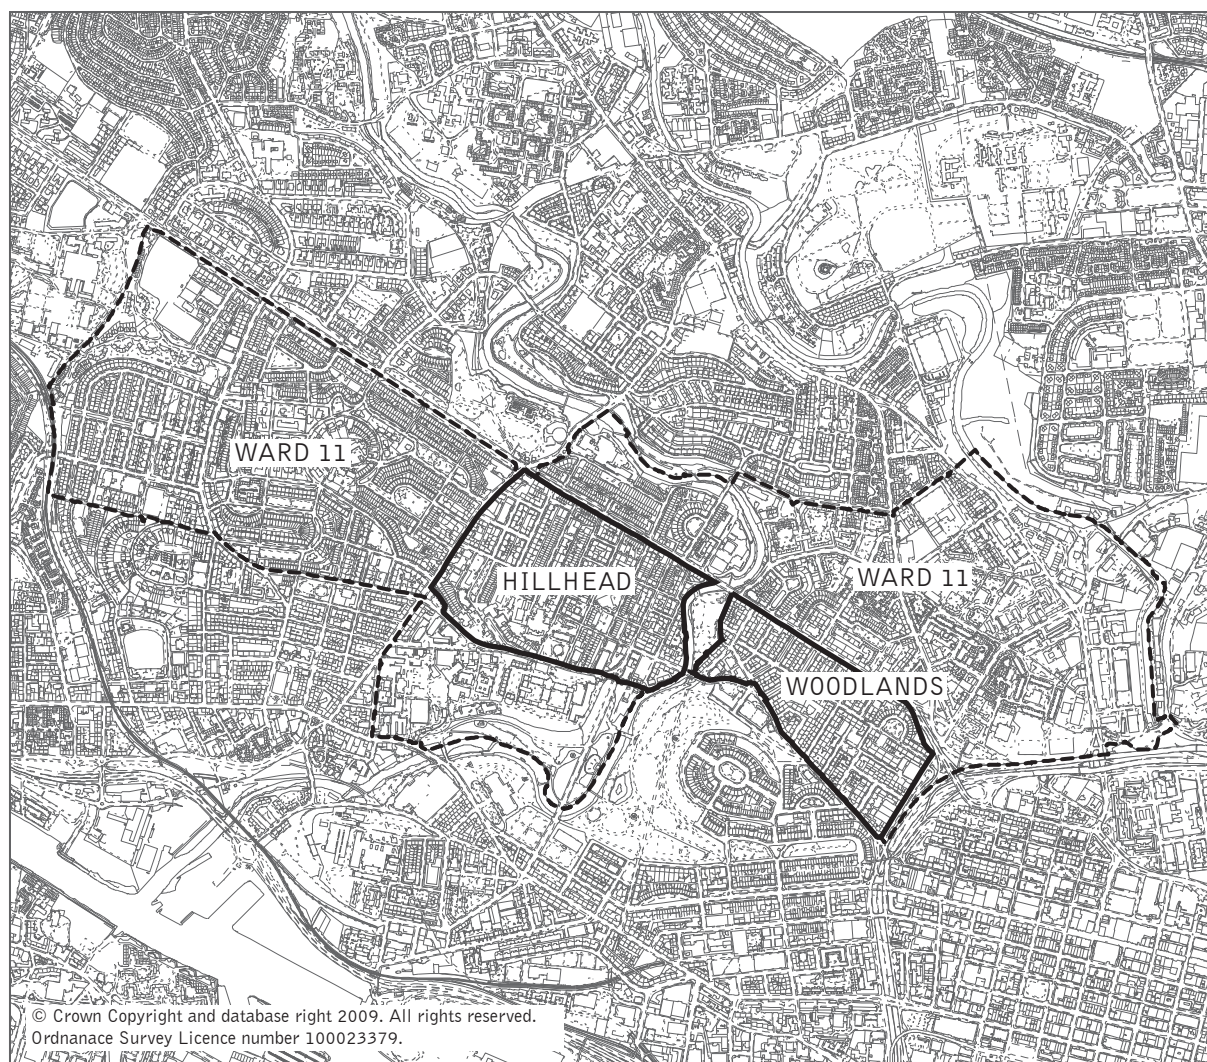 WARD 11
HILLHEAD
WARD 11
WOODLANDS
© Crown Copyright and database right 2009. All rights reserved.
Ordnanace Survey Licence number 100023379.